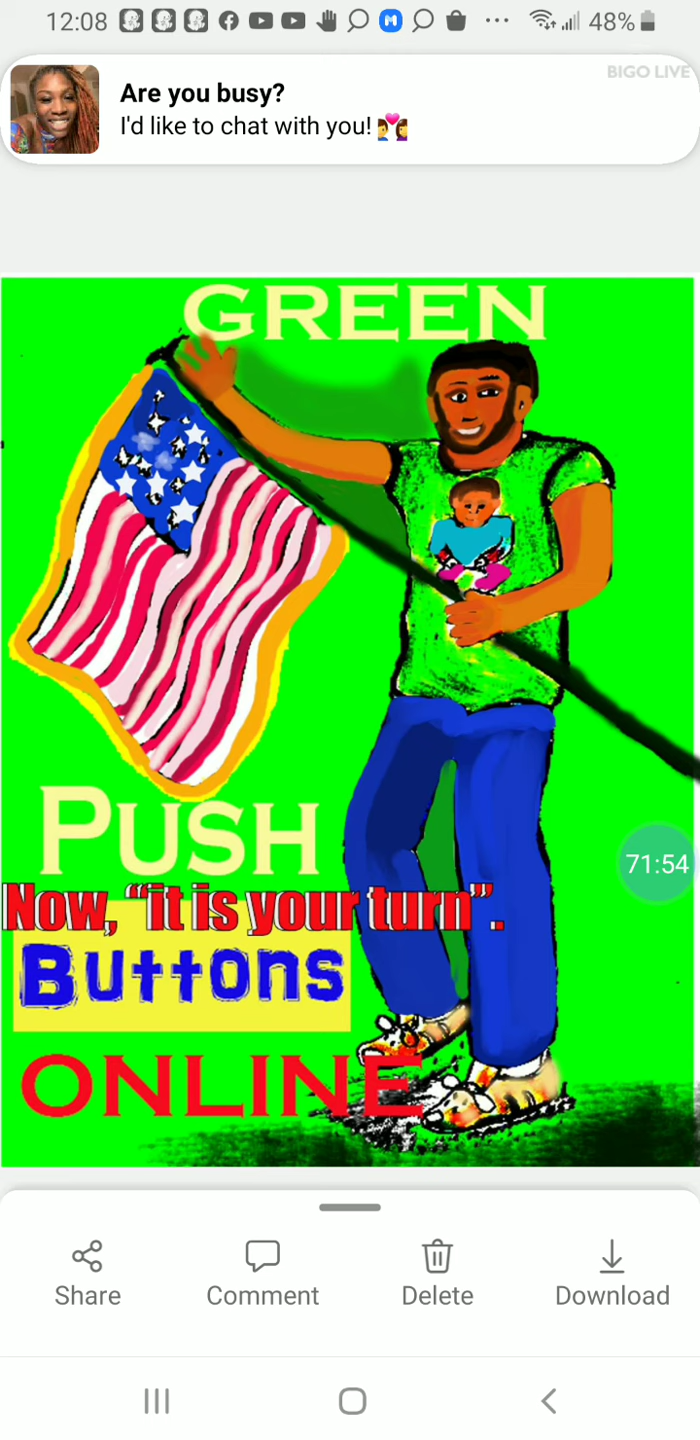 12:08
48%
BIGO LIVE
Are you busy?
I'd like to chat with you!
GREEN
PUSH
71:54
Now, “it is your turn”.
Buttons
ONLINE
Share Comment Delete Download